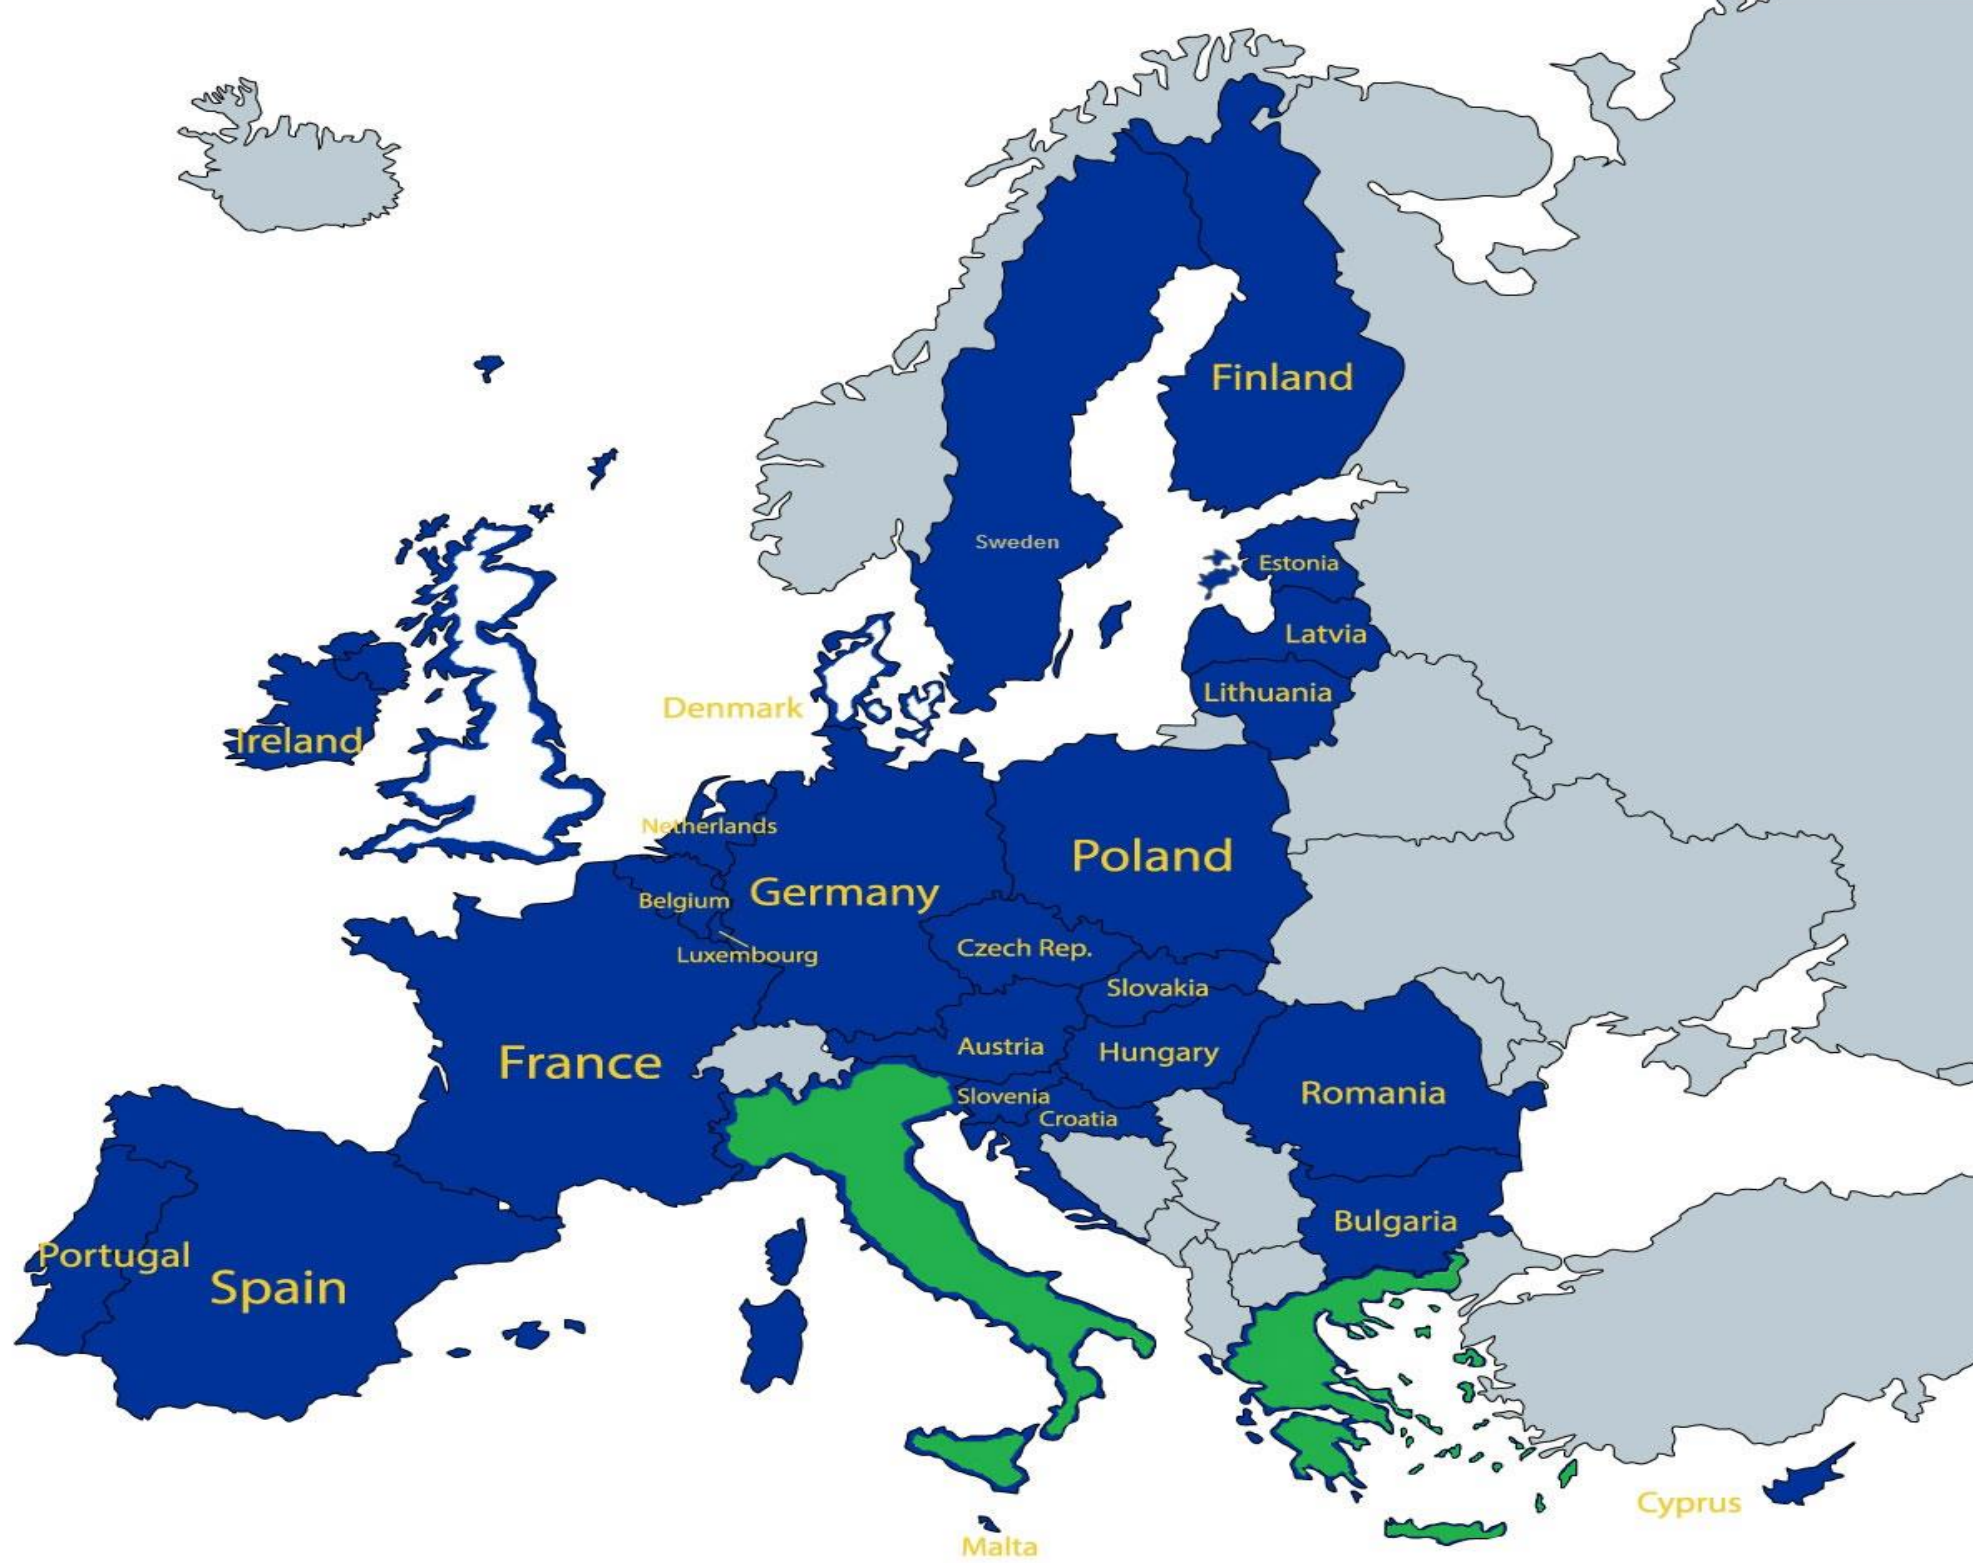 Finland
Sweden
Estonia
Latvia
Lithuania
Denmark
Ireland
Netherlands
Poland
Germany
Belgium
Czech Rep.
Luxembourg
Slovakia
Austria
Hungary
France
Romania
Slovenia
Croatia
Bulgaria
Portugal
Spain
Cyprus
Malta